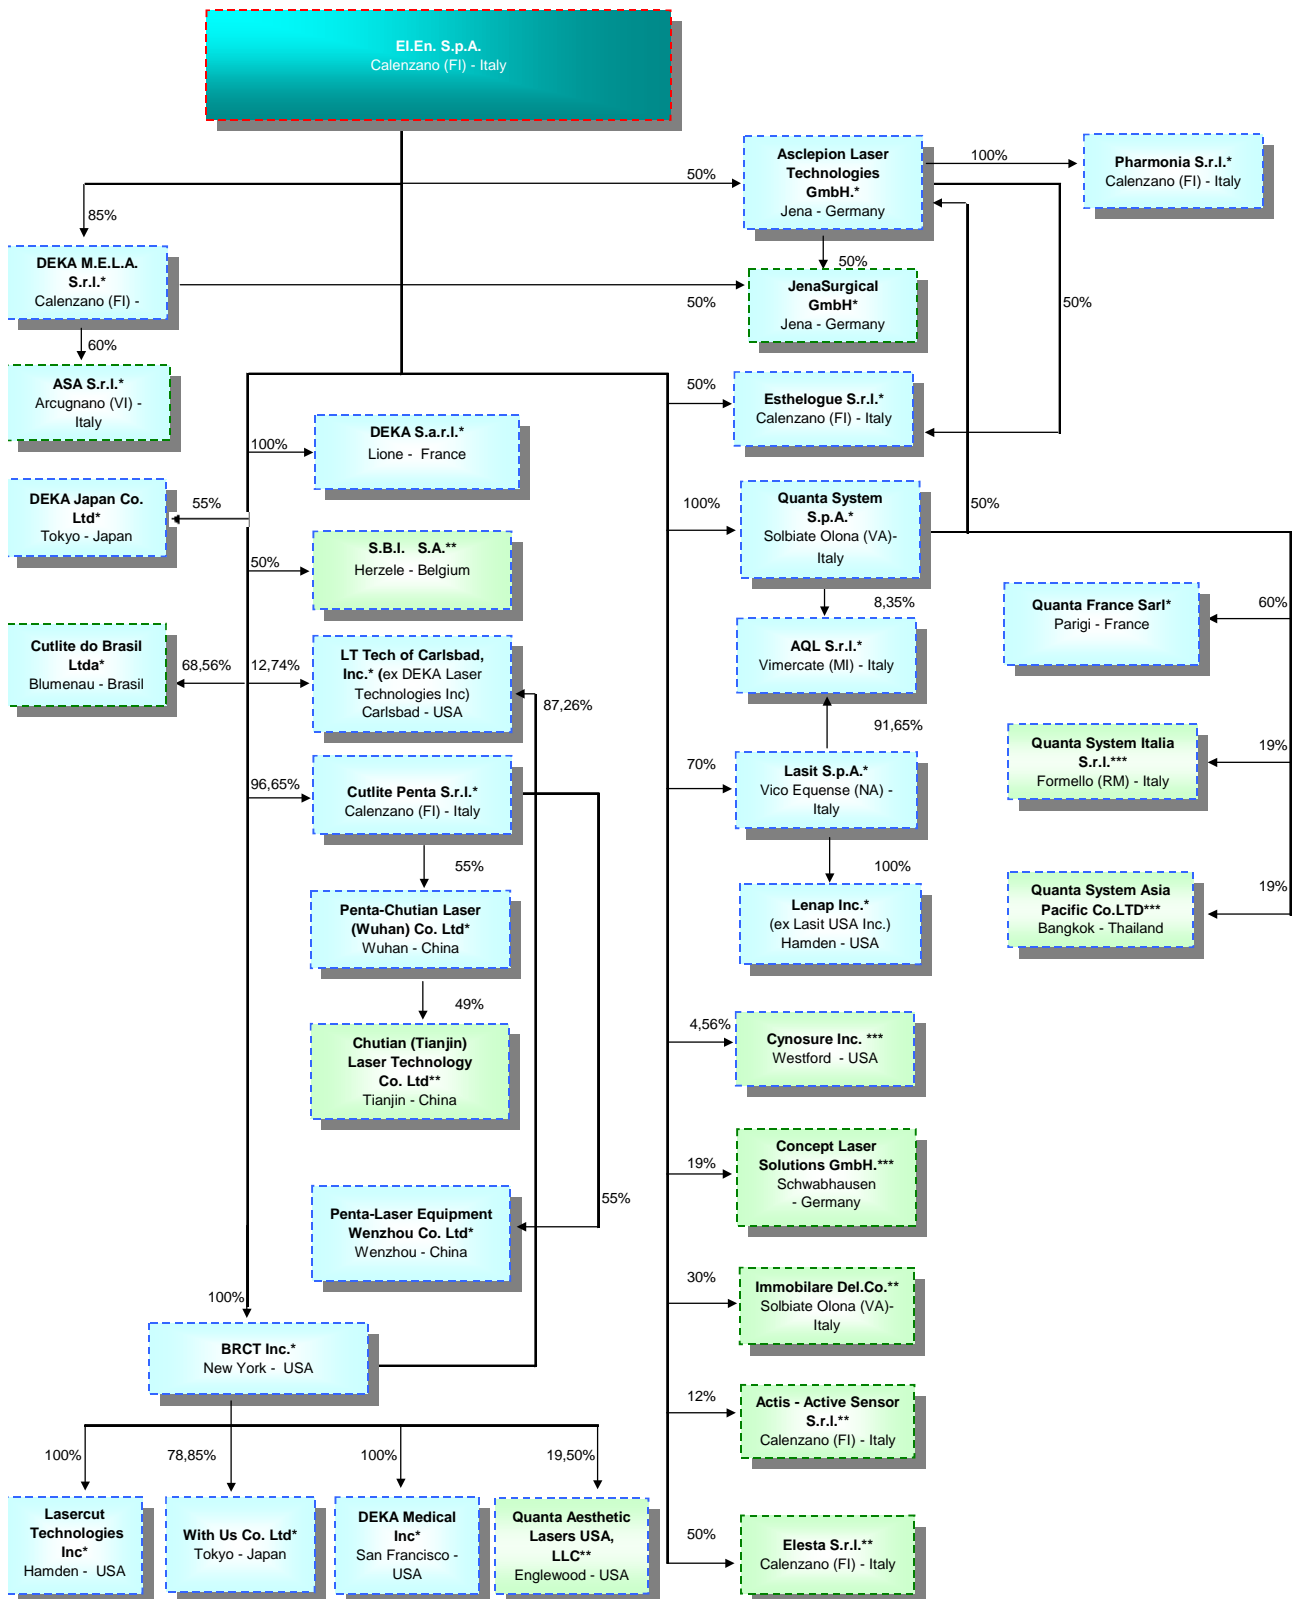 El.En. S.p.A.
Calenzano (FI) - Italy
Asclepion Laser
Technologies
GmbH.*
Jena - Germany
100%
Pharmonia S.r.l.*
Calenzano (FI) - Italy
50%
85%
DEKA M.E.L.A.
S.r.l.*
Calenzano (FI) -
50%
50%
JenaSurgical
GmbH*
Jena - Germany
50%
60%
ASA S.r.l.*
Arcugnano (VI) -
Italy
50%
Esthelogue S.r.l.*
Calenzano (FI) - Italy
100%
DEKA S.a.r.l.*
Lione - France
DEKA Japan Co.
Ltd*
Tokyo - Japan
55%
100%
Quanta System
S.p.A.*
Solbiate Olona (VA)-
Italy
50%
50%
S.B.I. S.A.**
Herzele - Belgium
8,35%
60%
Quanta France Sarl*
Parigi - France
Cutlite do Brasil
Ltda*
Blumenau - Brasil
68,56%
12,74%
LT Tech of Carlsbad,
Inc.* (ex DEKA Laser
Technologies Inc)
Carlsbad - USA
87,26%
AQL S.r.l.*
Vimercate (MI) - Italy
91,65%
Quanta System Italia
S.r.l.***
Formello (RM) - Italy
19%
96,65%
Cutlite Penta S.r.l.*
Calenzano (FI) - Italy
70%
Lasit S.p.A.*
Vico Equense (NA) -
Italy
55%
100%
Penta-Chutian Laser
(Wuhan) Co. Ltd*
Wuhan - China
Lenap Inc.*
(ex Lasit USA Inc.)
Hamden - USA
Quanta System Asia
Pacific Co.LTD***
Bangkok - Thailand
19%
49%
Chutian (Tianjin)
Laser Technology
Co. Ltd**
Tianjin - China
4,56%
Cynosure Inc. ***
Westford - USA
19%
Concept Laser
Solutions GmbH.***
Schwabhausen
- Germany
Penta-Laser Equipment
Wenzhou Co. Ltd*
Wenzhou - China
55%
30%
Immobilare Del.Co.**
Solbiate Olona (VA)-
Italy
100%
BRCT Inc.*
New York - USA
12%
Actis - Active Sensor
S.r.l.**
Calenzano (FI) - Italy
100%
78,85%
100%
19,50%
Lasercut
Technologies
Inc*
Hamden - USA
With Us Co. Ltd*
Tokyo - Japan
DEKA Medical
Inc*
San Francisco -
USA
Quanta Aesthetic
Lasers USA,
LLC**
Englewood - USA
50%
Elesta S.r.l.**
Calenzano (FI) - Italy